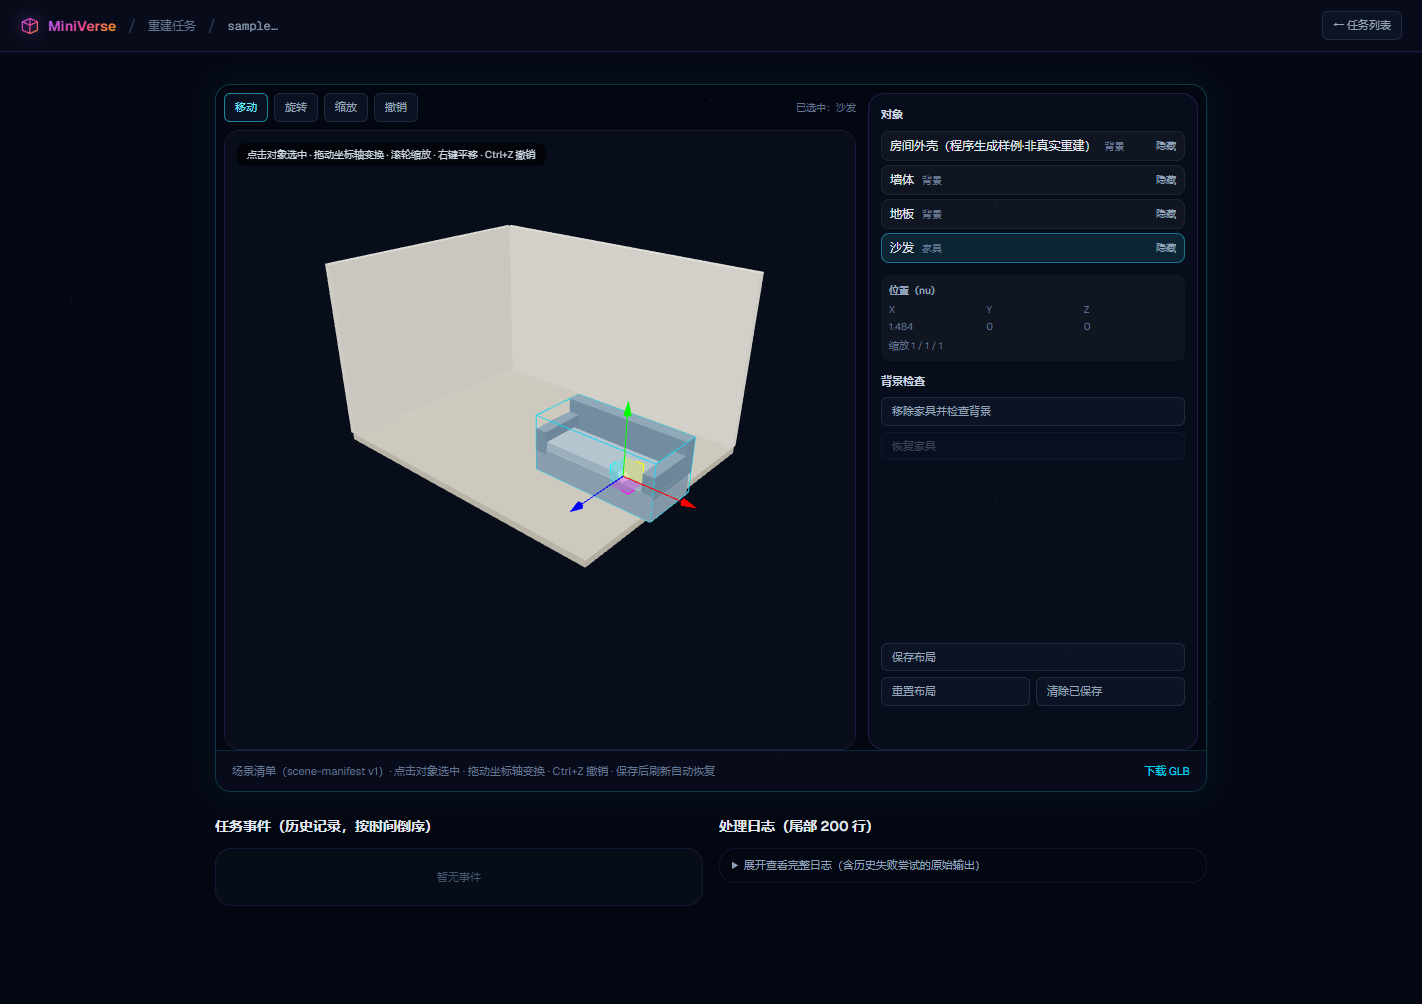 MiniVerse / 重建任务 / sample…
← 任务列表
移动 旋转 缩放 撤销
已选中：沙发
点击对象选中 · 拖动坐标轴变换 · 滚轮缩放 · 右键平移 · Ctrl+Z 撤销
对象
房间外壳（程序生成样例·非真实重建） 背景 隐藏
墙体 背景 隐藏
地板 背景 隐藏
沙发 家具 隐藏
位置（nu）
X Y Z
1.484 0 0
缩放 1 / 1 / 1
背景检查
移除家具并检查背景
恢复家具
保存布局
重置布局 清除已保存
场景清单（scene-manifest v1）· 点击对象选中 · 拖动坐标轴变换 · Ctrl+Z 撤销 · 保存后刷新自动恢复
下载 GLB
任务事件（历史记录，按时间倒序）
暂无事件
处理日志（尾部 200 行）
▶ 展开查看完整日志（含历史失败尝试的原始输出）